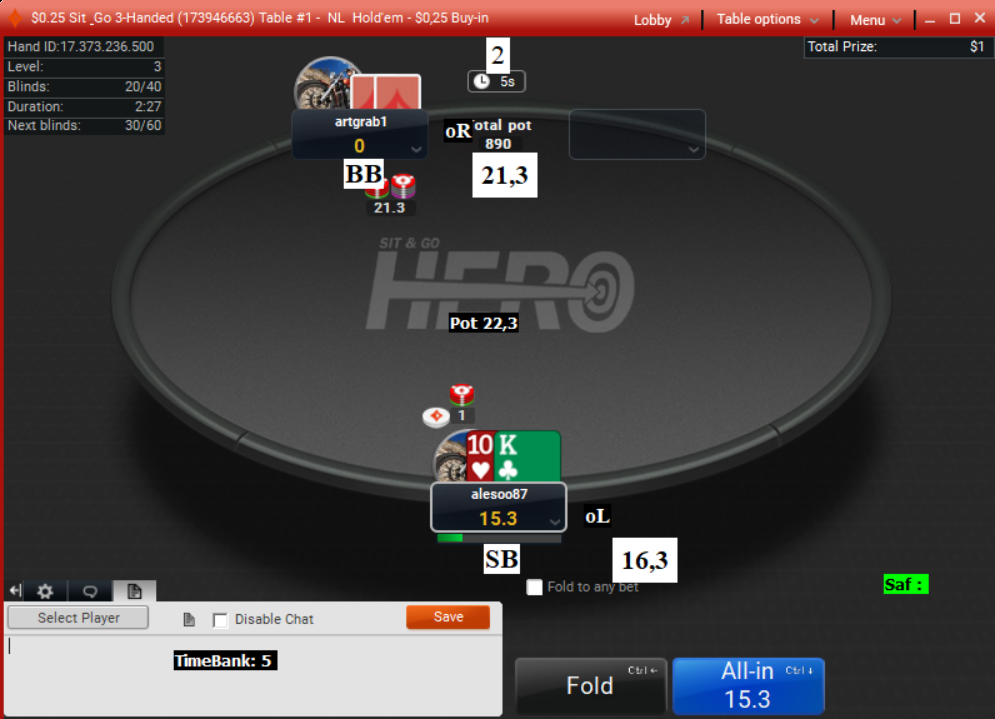 $0.25 Sit _Go 3-Handed (173946663) Table #1 - NL Hold'em - $0,25 Buy-in
Lobby
Table options
Menu
Hand ID:17.373.236.500
Level: 3
Blinds: 20/40
Duration: 2:27
Next blinds: 30/60
2
5s
Total Prize: $1
artgrab1
0
oR
otal pot
890
BB
21,3
21.3
SIT & GO
HERO
Pot 22,3
1
10 K
alesoo87
15.3
oL
SB
16,3
Fold to any bet
Saf :
Select Player
Disable Chat
Save
TimeBank: 5
Fold
Ctrl ←
All-in
Ctrl ↓
15.3